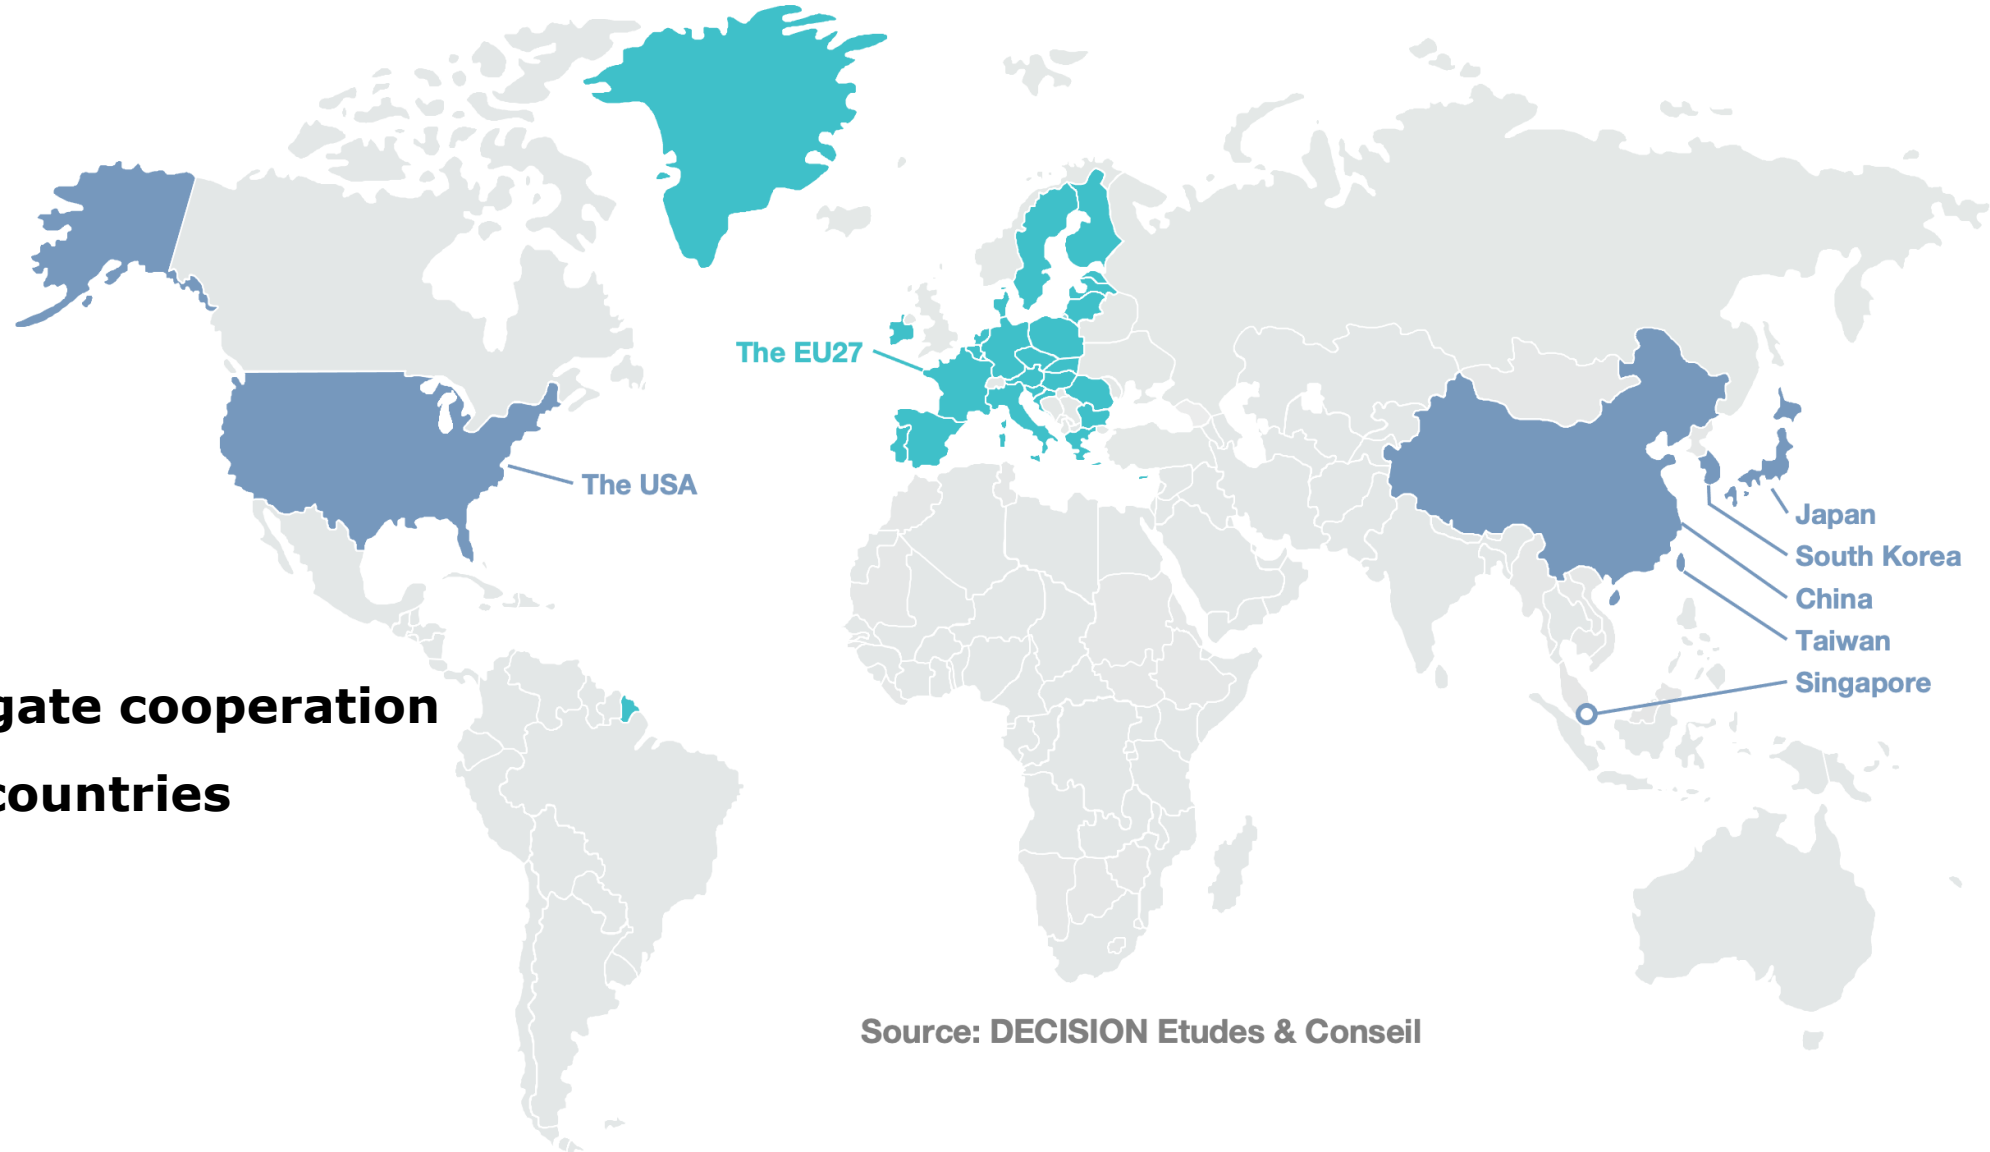 The EU27
The USA
Japan
South Korea
China
Taiwan
Singapore
gate cooperation
countries
Source: DECISION Etudes & Conseil